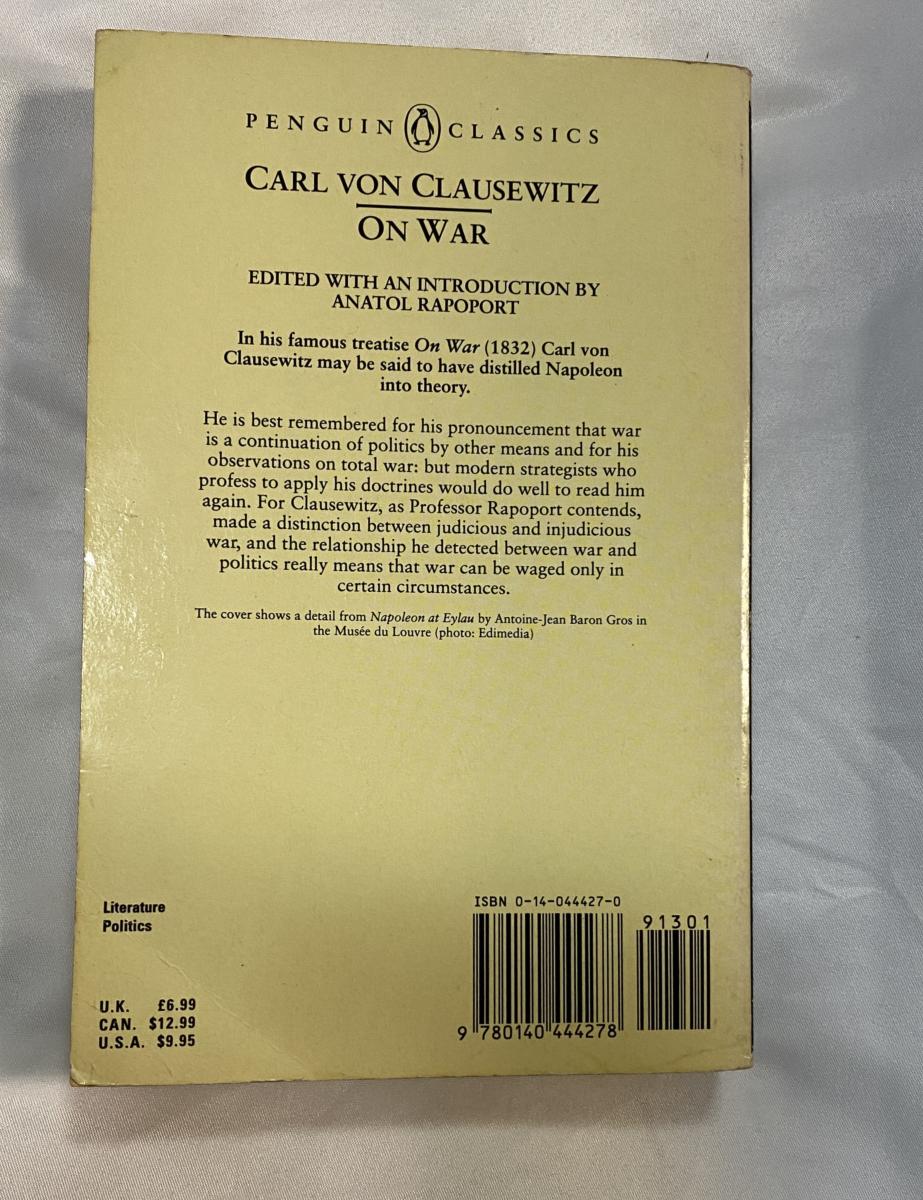 PENGUIN CLASSICS
CARL VON CLAUSEWITZ
ON WAR
EDITED WITH AN INTRODUCTION BY
ANATOL RAPOPORT
In his famous treatise On War (1832) Carl von
Clausewitz may be said to have distilled Napoleon
into theory.
He is best remembered for his pronouncement that war
is a continuation of politics by other means and for his
observations on total war: but modern strategists who
profess to apply his doctrines would do well to read him
again. For Clausewitz, as Professor Rapoport contends,
made a distinction between judicious and injudicious
war, and the relationship he detected between war and
politics really means that war can be waged only in
certain circumstances.
The cover shows a detail from Napoleon at Eylau by Antoine-Jean Baron Gros in
the Musée du Louvre (photo: Edimedia)
Literature
Politics
U.K. £6.99
CAN. $12.99
U.S.A. $9.95
ISBN 0-14-044427-0
91301
9 780140 444278